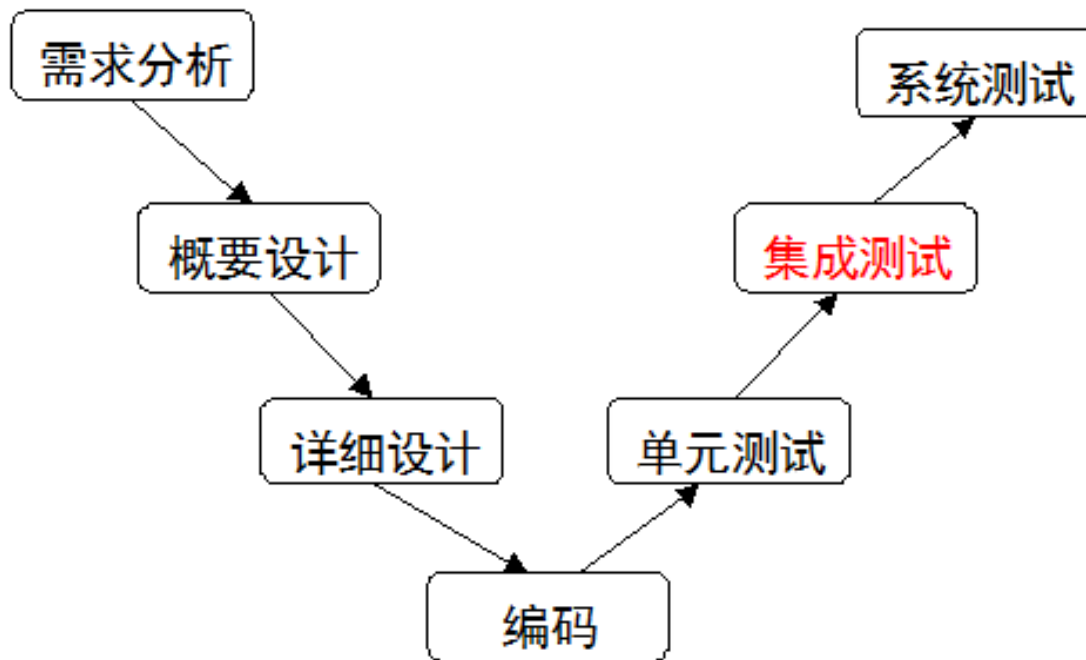 需求分析
系统测试
概要设计
集成测试
详细设计
单元测试
编码